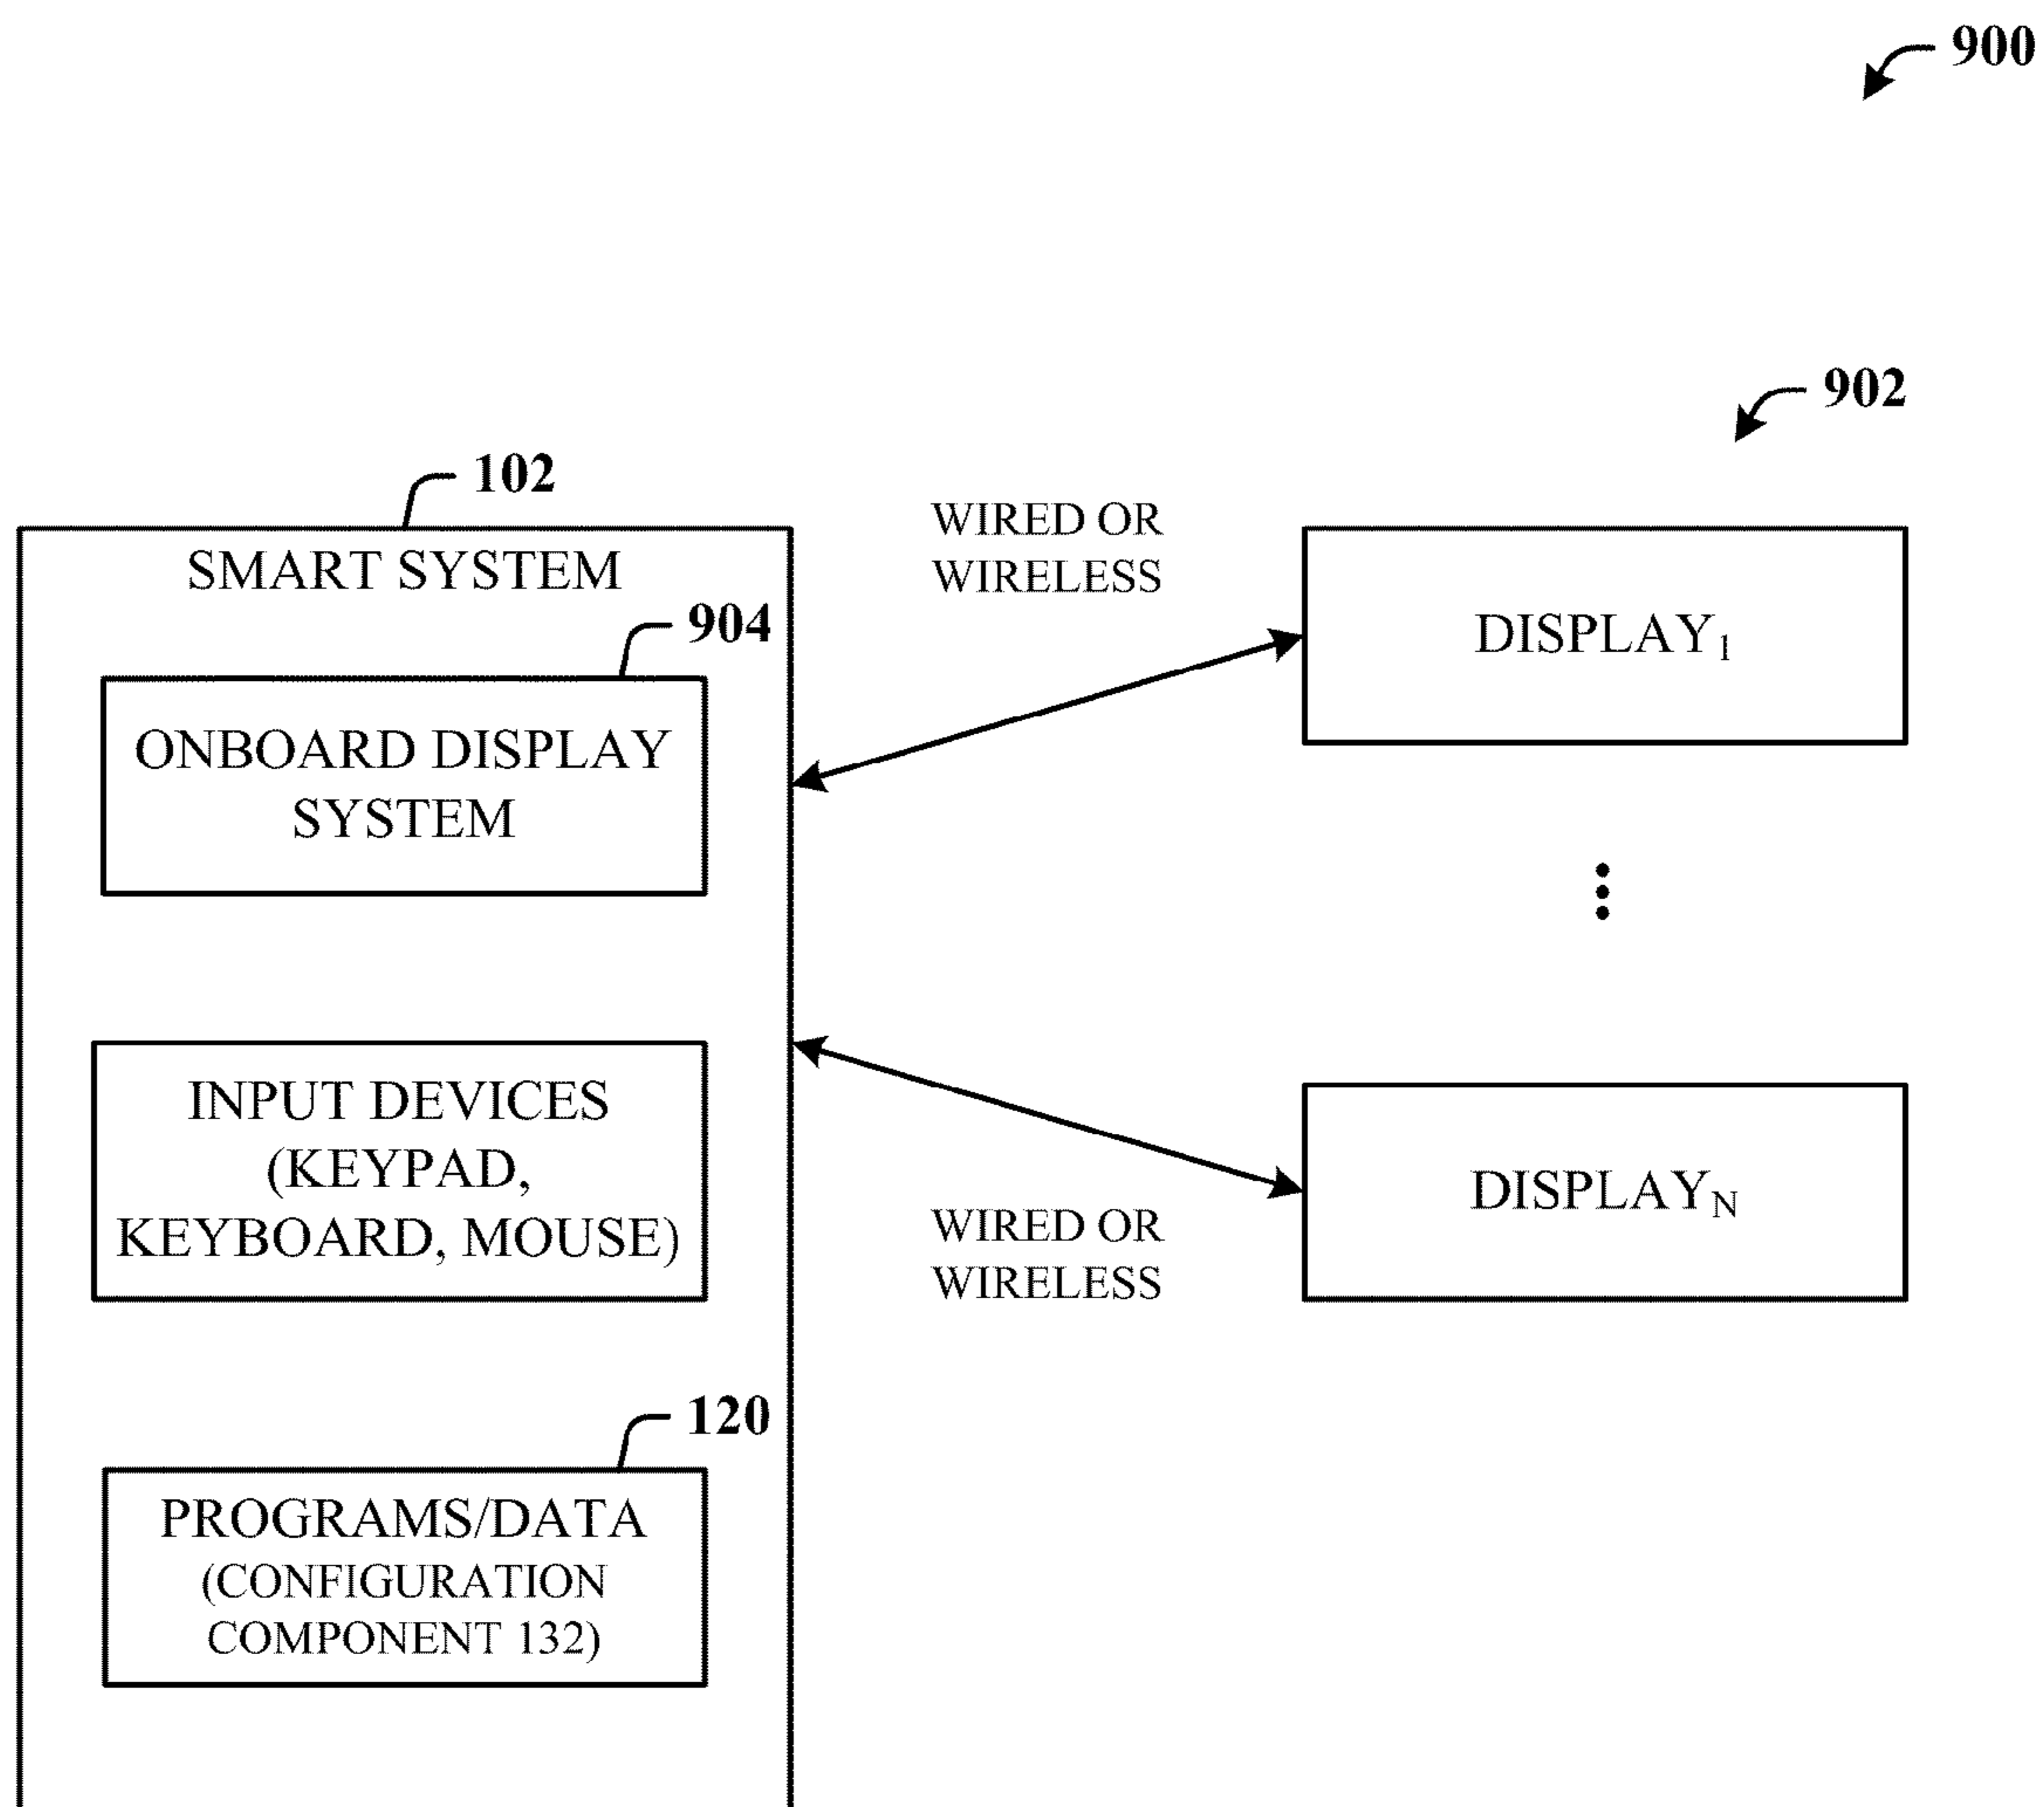 900
902
102
SMART SYSTEM
904
ONBOARD DISPLAY
SYSTEM
INPUT DEVICES
(KEYPAD,
KEYBOARD, MOUSE)
120
PROGRAMS/DATA
(CONFIGURATION
COMPONENT 132)
WIRED OR
WIRELESS
DISPLAY₁
WIRED OR
WIRELESS
DISPLAY_N